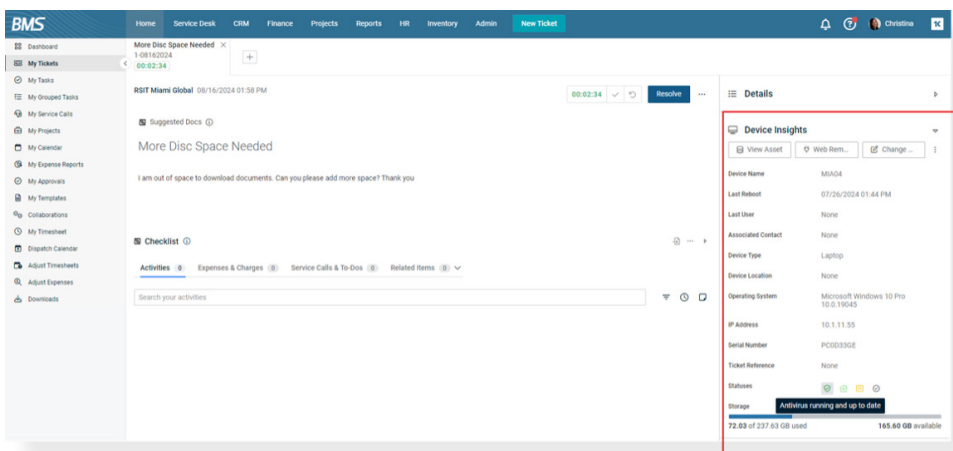 BMS
Home Service Desk CRM Finance Projects Reports HR Inventory Admin New Ticket
Christina
Dashboard
My Tickets
My Tasks
My Grouped Tasks
My Service Calls
My Projects
My Calendar
My Expense Reports
My Approvals
My Templates
Collaborations
My Timesheet
Dispatch Calendar
Adjust Timesheets
Adjust Expenses
Downloads
More Disc Space Needed
1-08162024
00:02:34
RSIT Miami Global 08/16/2024 01:58 PM
00:02:34 Resolve
Suggested Docs
More Disc Space Needed
I am out of space to download documents. Can you please add more space? Thank you
Checklist
Activities 0 Expenses & Charges 0 Service Calls & To-Dos 0 Related Items 0
Search your activities
Details
Device Insights
View Asset Web Rem... Change ...
Device Name MIA04
Last Reboot 07/26/2024 01:44 PM
Last User None
Associated Contact None
Device Type Laptop
Device Location None
Operating System Microsoft Windows 10 Pro
10.0.19045
IP Address 10.1.11.55
Serial Number PC0D33GE
Ticket Reference None
Statuses
Antivirus running and up to date
Storage
72.03 of 237.63 GB used 165.60 GB available